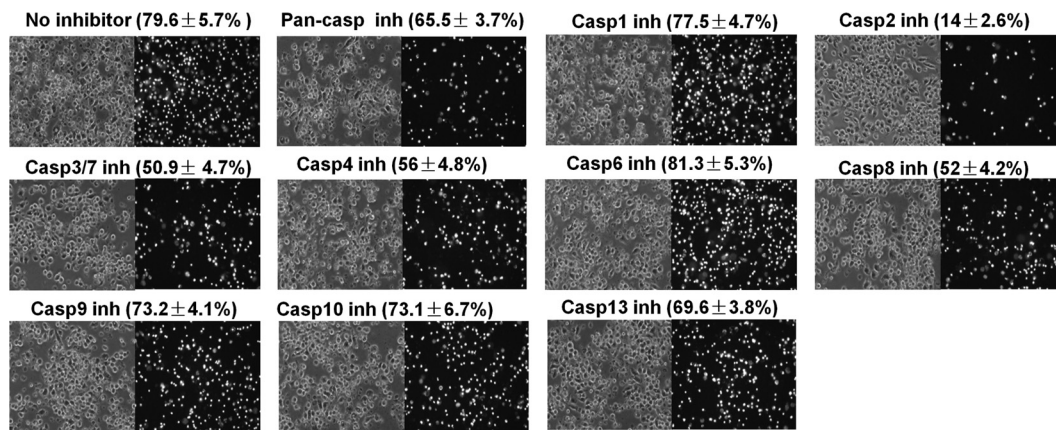 No inhibitor (79.6±5.7% )
Pan-casp inh (65.5± 3.7%)
Casp1 inh (77.5±4.7%)
Casp2 inh (14±2.6%)
Casp3/7 inh (50.9± 4.7%)
Casp4 inh (56±4.8%)
Casp6 inh (81.3±5.3%)
Casp8 inh (52±4.2%)
Casp9 inh (73.2±4.1%)
Casp10 inh (73.1±6.7%)
Casp13 inh (69.6±3.8%)